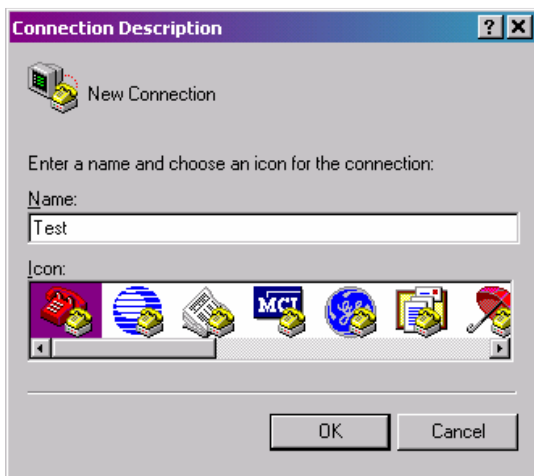 Connection Description
New Connection
Enter a name and choose an icon for the connection:
Name:
Test
Icon:
MCI
OK Cancel